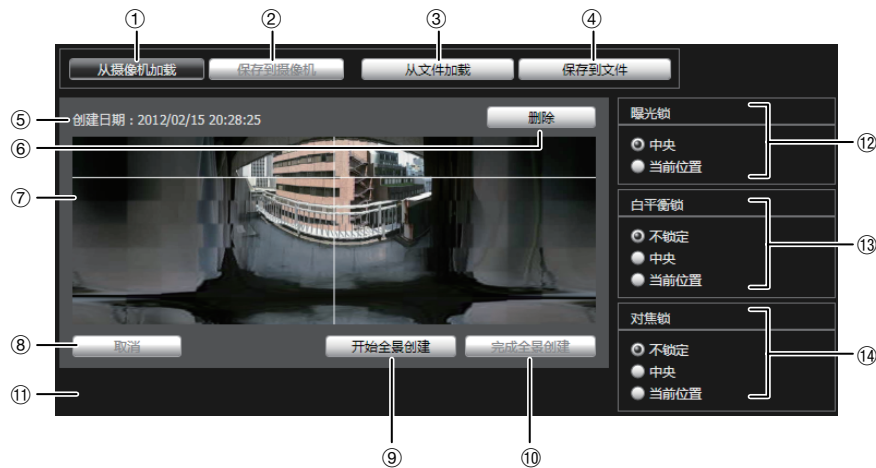 ① ② ③ ④
从摄像机加载 保存到摄像机 从文件加载 保存到文件
⑤ 创建日期：2012/02/15 20:28:25 删除
⑥
⑦
⑧ 取消 开始全景创建 完成全景创建
⑪
⑨ ⑩
曝光锁
中央 ⑫
当前位置
白平衡锁
不锁定 ⑬
中央
当前位置
对焦锁
不锁定
中央 ⑭
当前位置